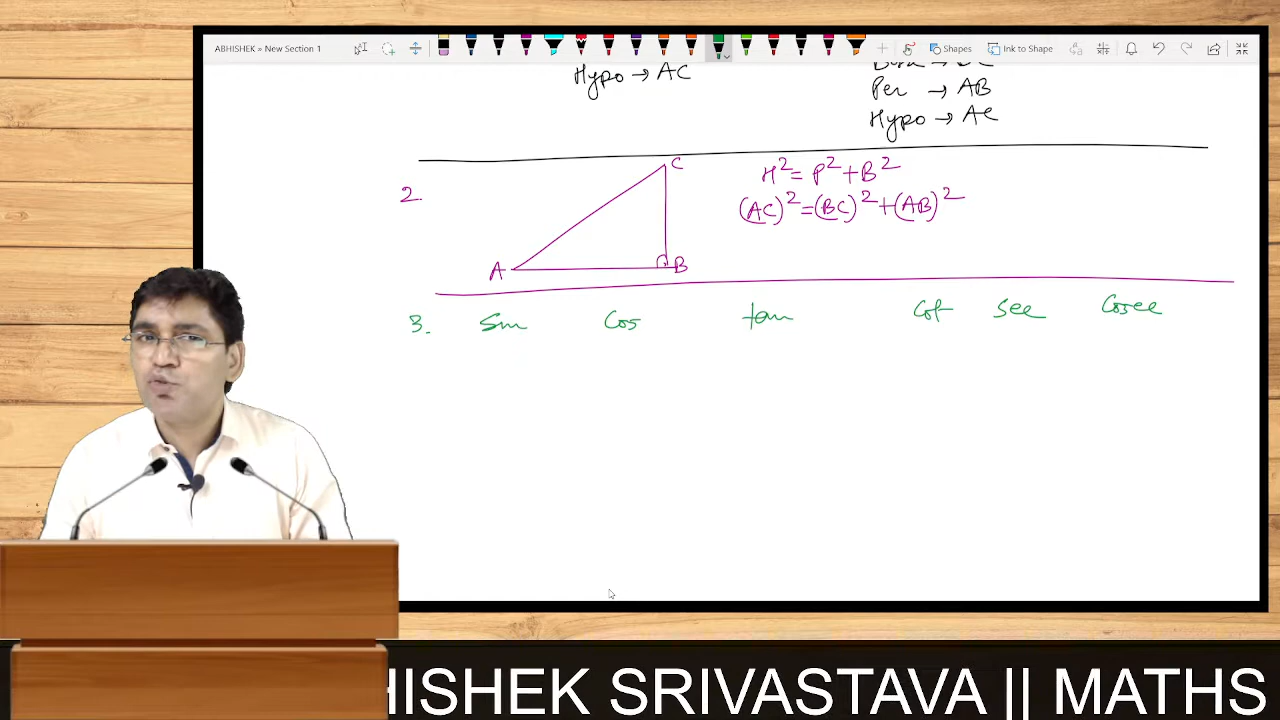 ABHISHEK » New Section 1
Shapes
Ink to Shape
Hypo → AC
Per → AB
Hypo → AC
2.
C
A
B
H² = P² + B²
(AC)² = (BC)² + (AB)²
3. Sin Cos tan Cot Sec Cosec
HISHEK SRIVASTAVA || MATHS